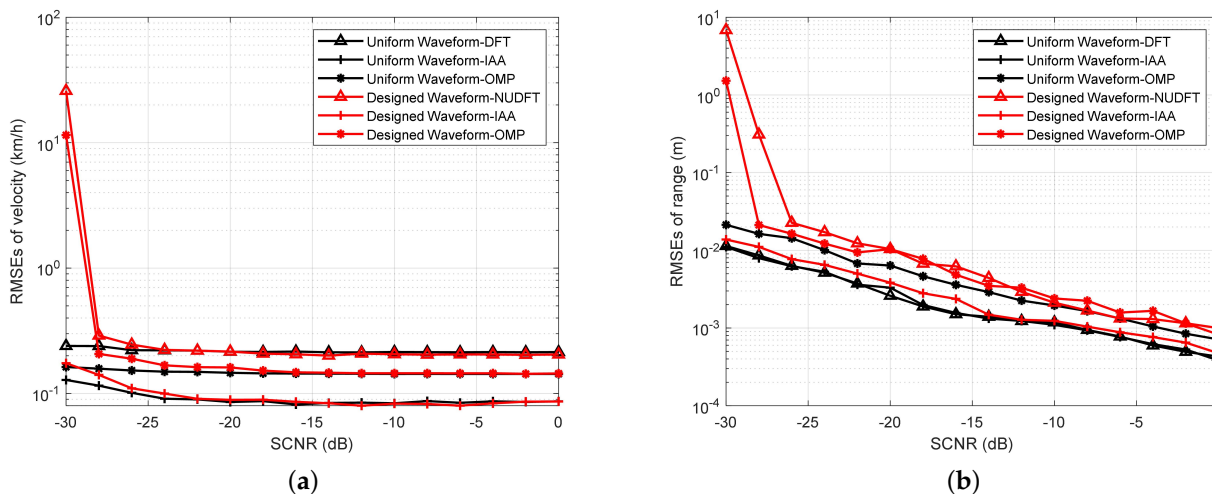 10^2
10^1
10^0
10^-1
RMSEs of velocity (km/h)
Uniform Waveform-DFT
Uniform Waveform-IAA
Uniform Waveform-OMP
Designed Waveform-NUDFT
Designed Waveform-IAA
Designed Waveform-OMP
-30 -25 -20 -15 -10 -5 0
SCNR (dB)
(a)
10^1
10^0
10^-1
10^-2
10^-3
10^-4
RMSEs of range (m)
Uniform Waveform-DFT
Uniform Waveform-IAA
Uniform Waveform-OMP
Designed Waveform-NUDFT
Designed Waveform-IAA
Designed Waveform-OMP
-30 -25 -20 -15 -10 -5
SCNR (dB)
(b)